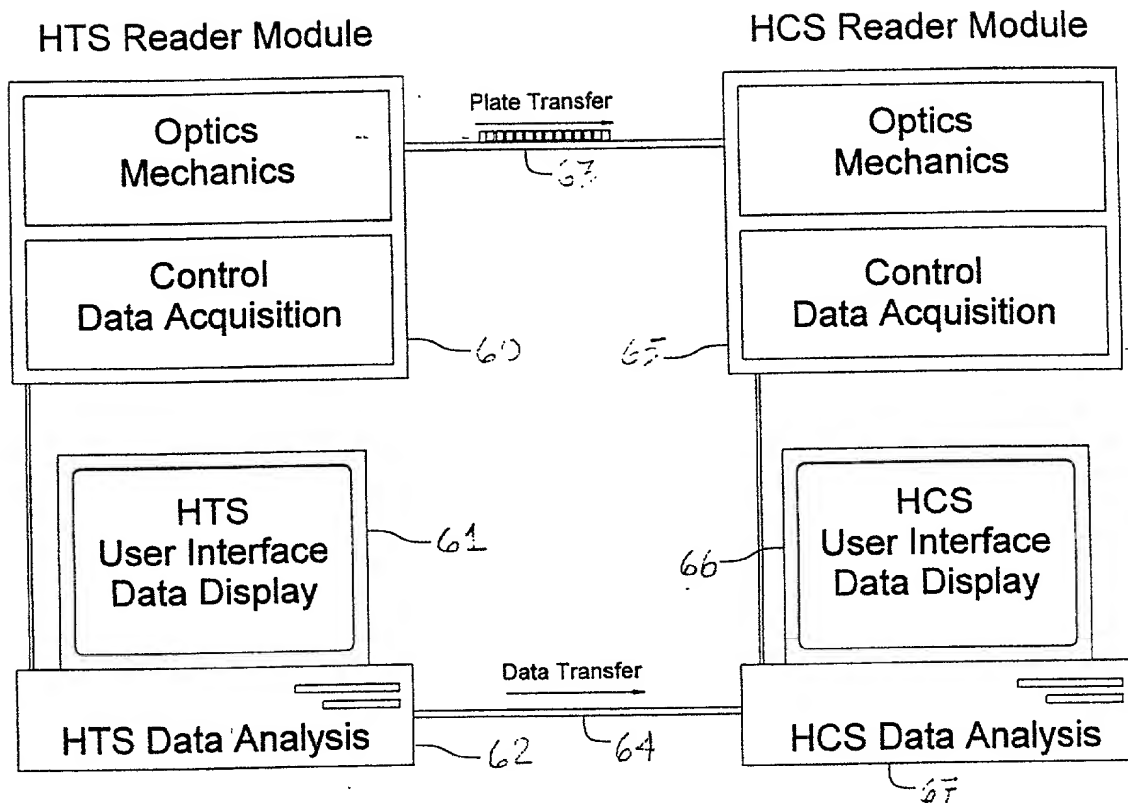 HTS Reader Module
HCS Reader Module
Optics
Mechanics
Control
Data Acquisition
Plate Transfer
63
Optics
Mechanics
Control
Data Acquisition
60
65
HTS
User Interface
Data Display
61
HCS
User Interface
Data Display
66
HTS Data Analysis
62
Data Transfer
64
HCS Data Analysis